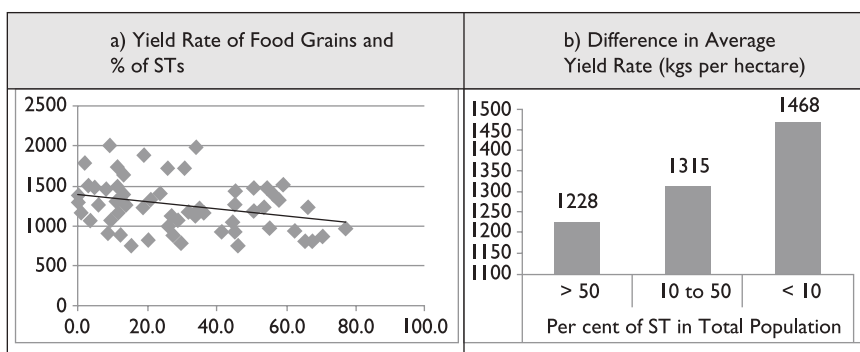 a) Yield Rate of Food Grains and
% of STs
2500
2000
1500
1000
500
0
0.0 20.0 40.0 60.0 80.0 100.0
b) Difference in Average
Yield Rate (kgs per hectare)
1500
1450
1400
1350
1300
1250
1200
1150
1100
1228
1315
1468
> 50 10 to 50 < 10
Per cent of ST in Total Population